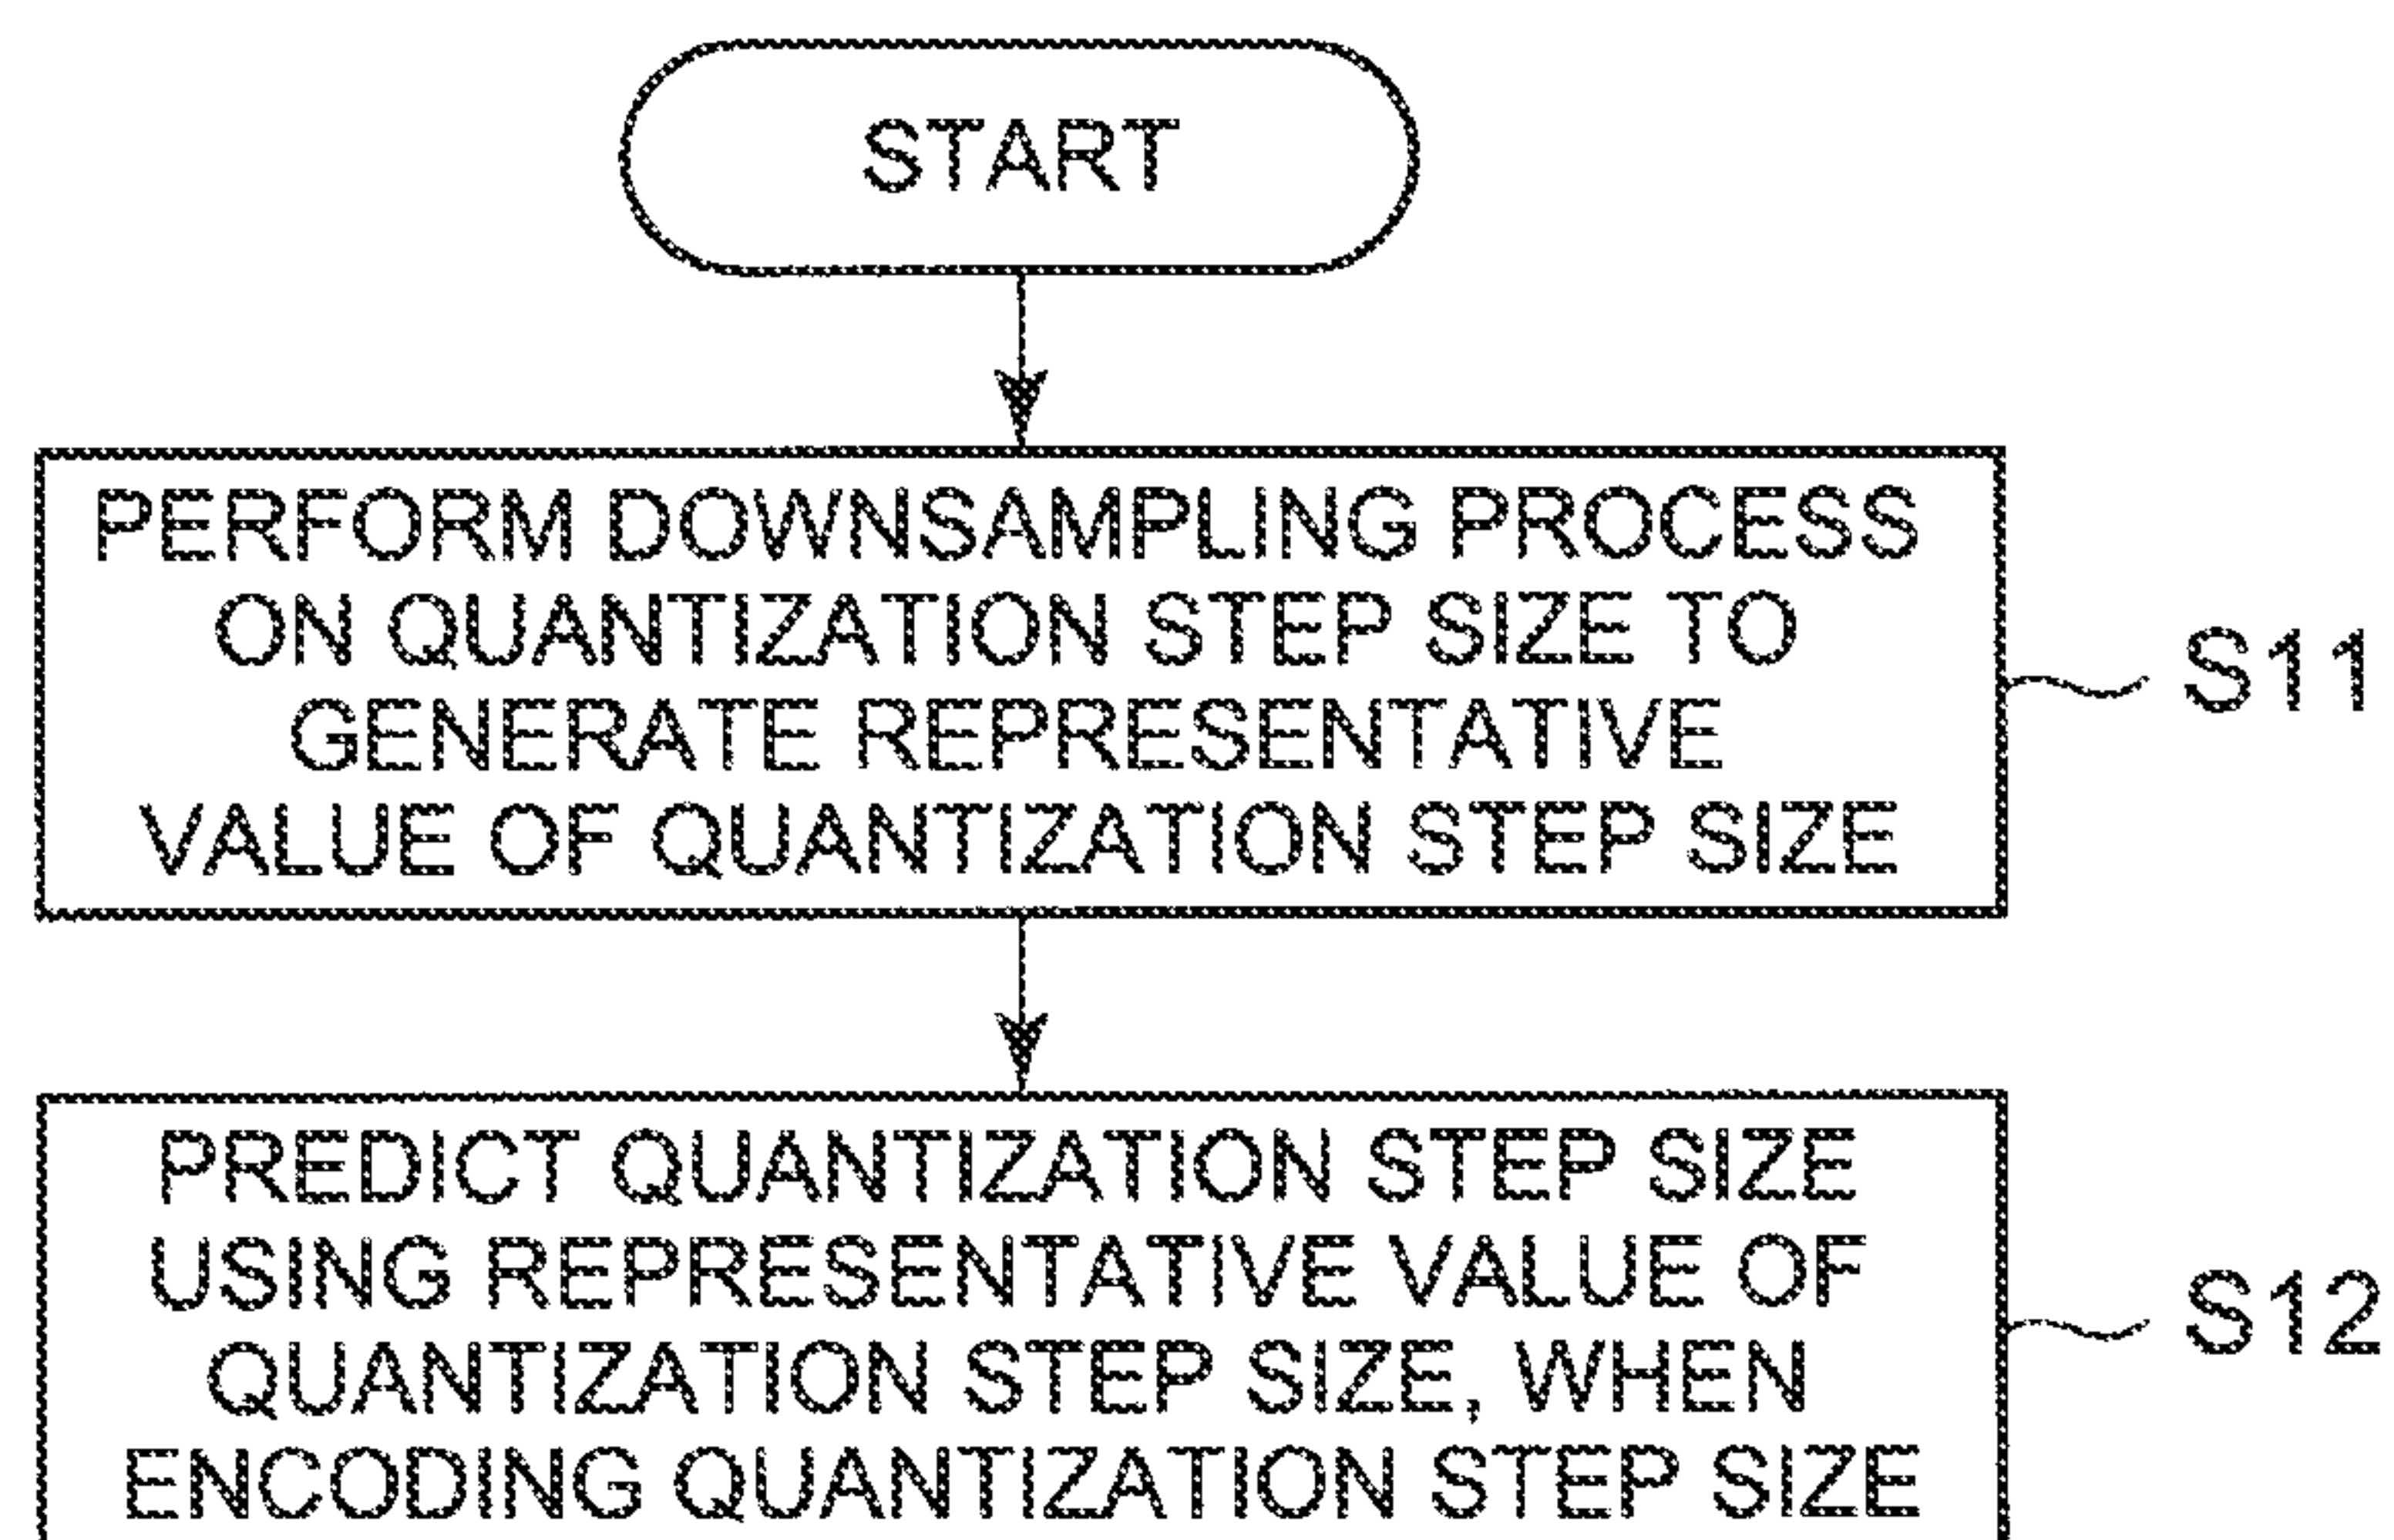 START
PERFORM DOWNSAMPLING PROCESS
ON QUANTIZATION STEP SIZE TO
GENERATE REPRESENTATIVE
VALUE OF QUANTIZATION STEP SIZE
S11
PREDICT QUANTIZATION STEP SIZE
USING REPRESENTATIVE VALUE OF
QUANTIZATION STEP SIZE, WHEN
ENCODING QUANTIZATION STEP SIZE
S12